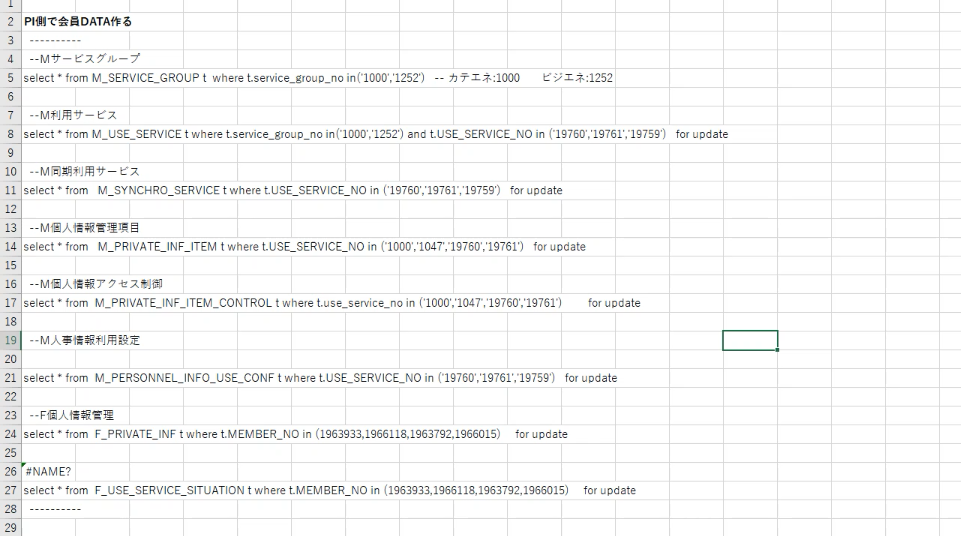 1
2 PI側で会員DATA作る
3 ----------
4 --Mサービスグループ
5 select * from M_SERVICE_GROUP t where t.service_group_no in('1000','1252') -- カテエネ:1000 ビジエネ:1252
6
7 --M利用サービス
8 select * from M_USE_SERVICE t where t.service_group_no in('1000','1252') and t.USE_SERVICE_NO in ('19760','19761','19759') for update
9
10 --M同期利用サービス
11 select * from M_SYNCHRO_SERVICE t where t.USE_SERVICE_NO in ('19760','19761','19759') for update
12
13 --M個人情報管理項目
14 select * from M_PRIVATE_INF_ITEM t where t.USE_SERVICE_NO in ('1000','1047','19760','19761') for update
15
16 --M個人情報アクセス制御
17 select * from M_PRIVATE_INF_ITEM_CONTROL t where t.use_service_no in ('1000','1047','19760','19761') for update
18
19 --M人事情報利用設定
20
21 select * from M_PERSONNEL_INFO_USE_CONF t where t.USE_SERVICE_NO in ('19760','19761','19759') for update
22
23 --F個人情報管理
24 select * from F_PRIVATE_INF t where t.MEMBER_NO in (1963933,1966118,1963792,1966015) for update
25
26 #NAME?
27 select * from F_USE_SERVICE_SITUATION t where t.MEMBER_NO in (1963933,1966118,1963792,1966015) for update
28 ----------
29